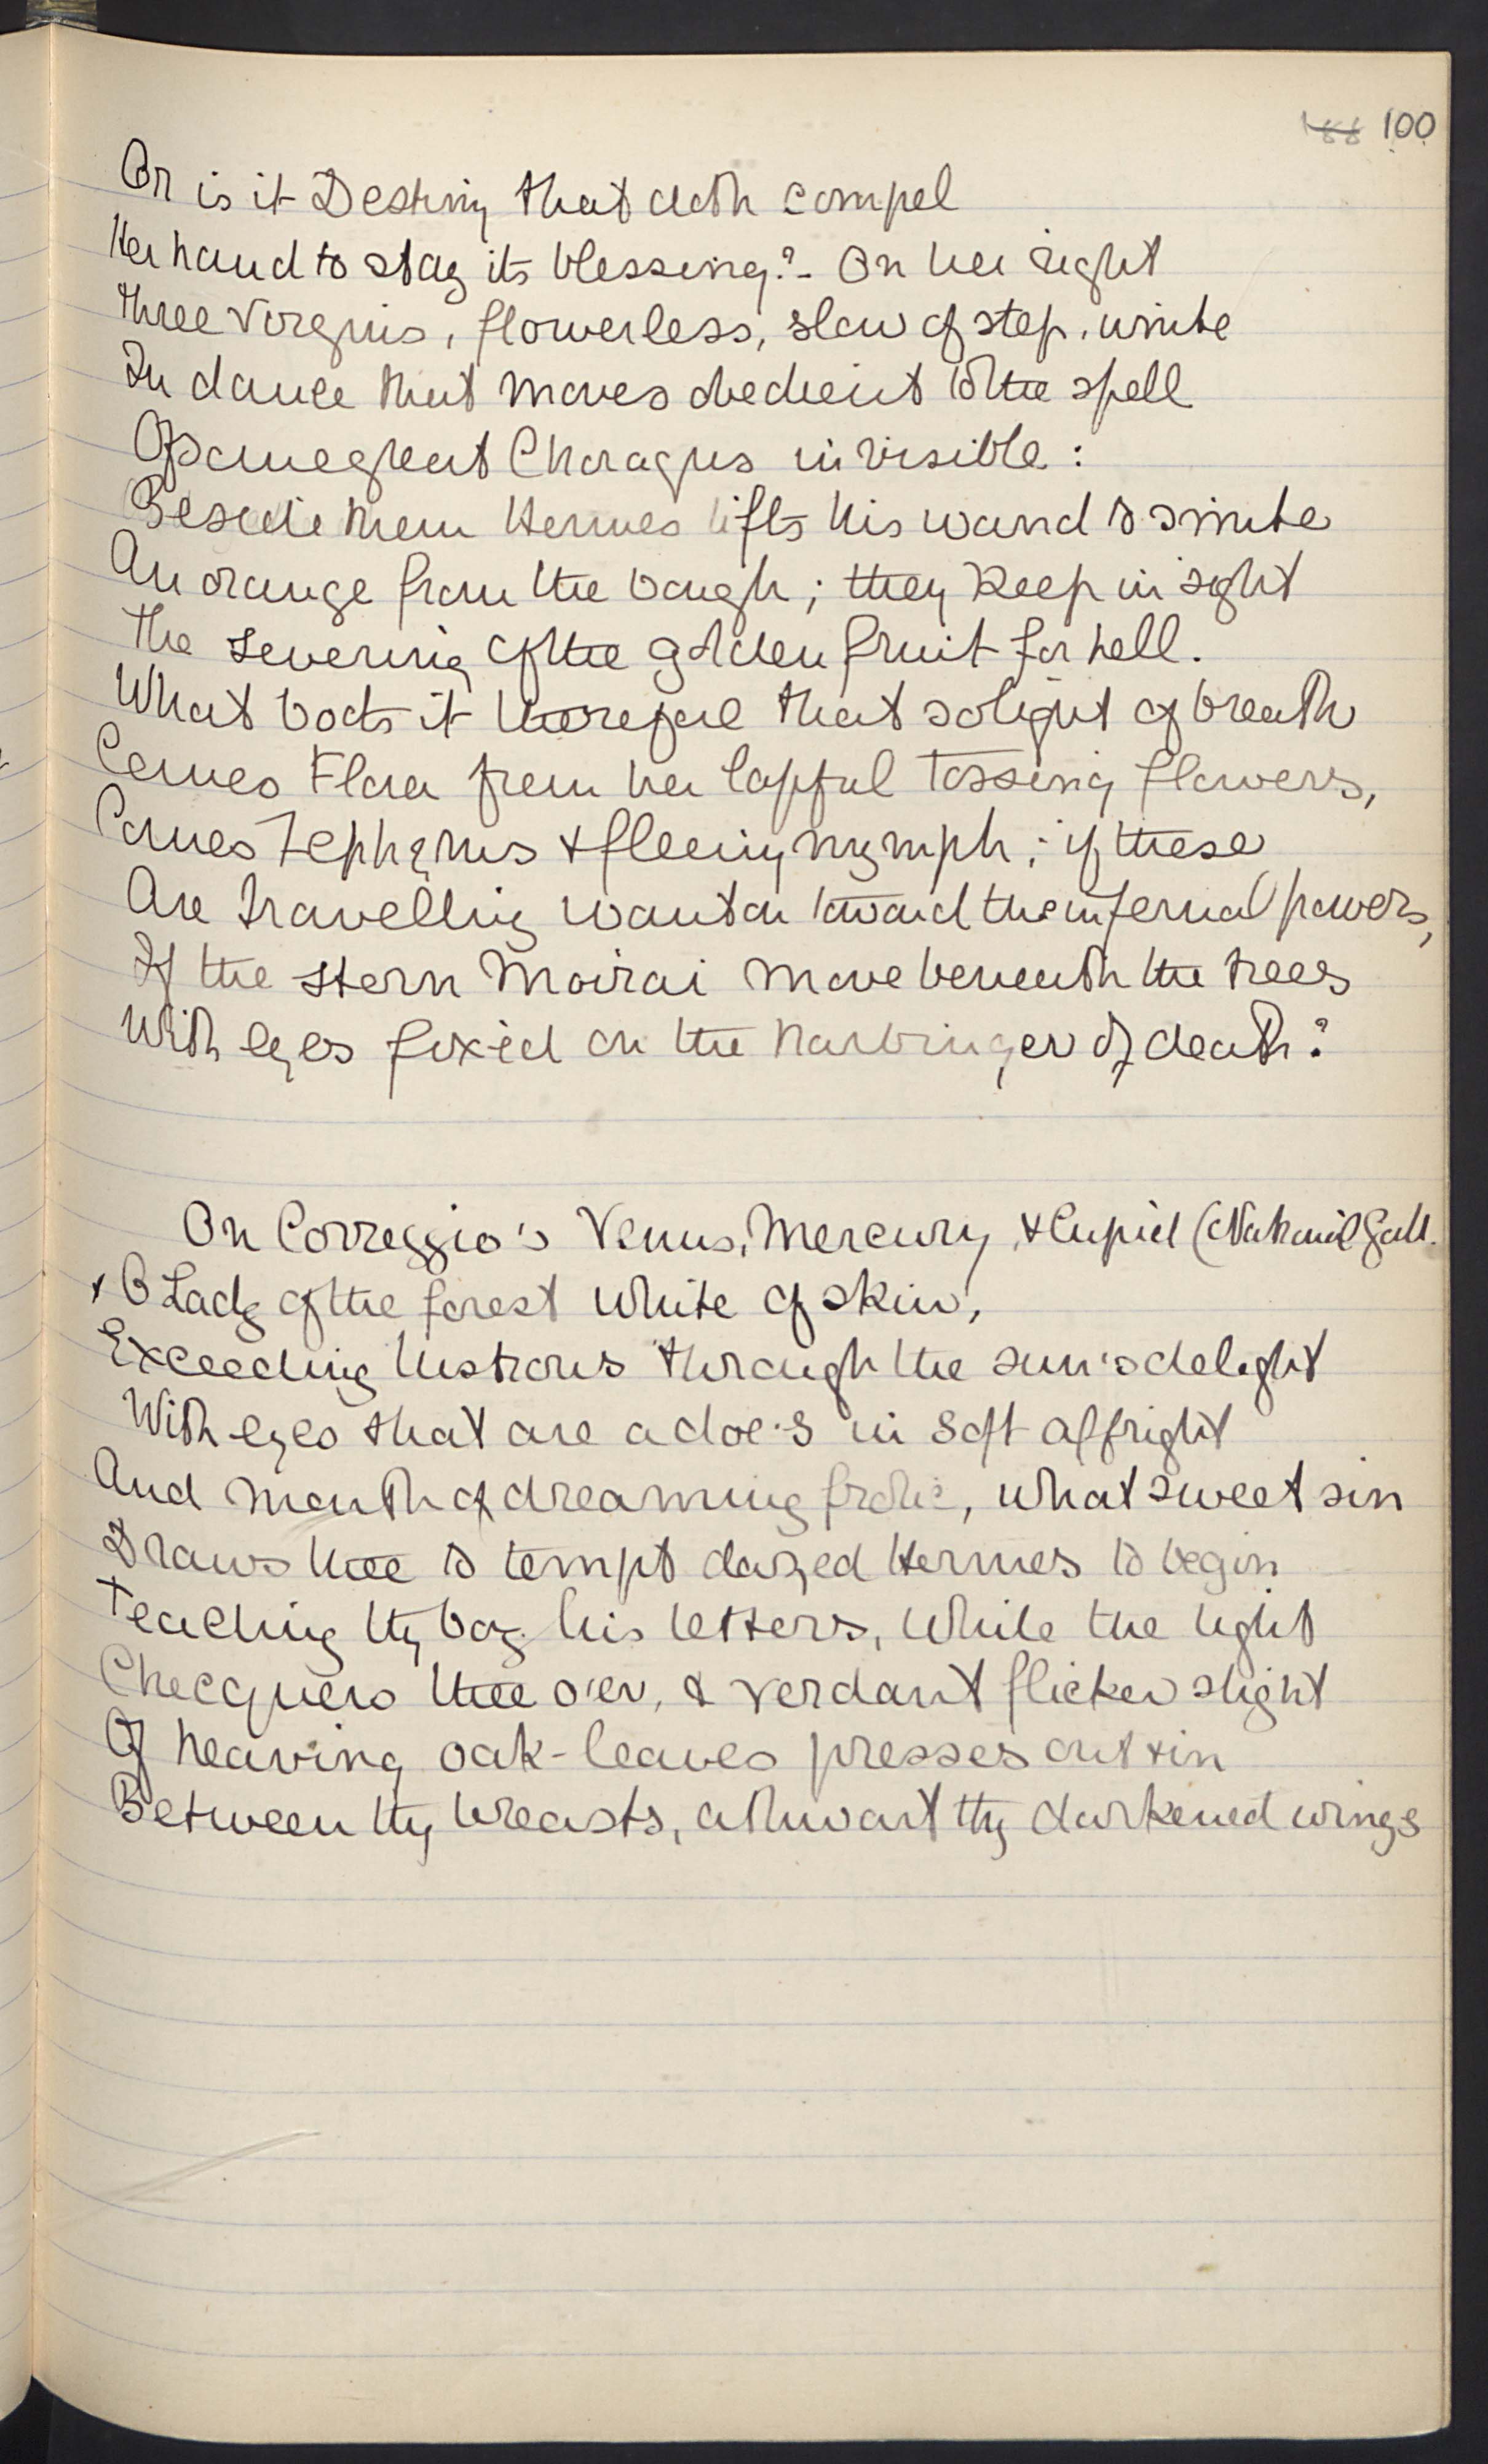 188 100
Or is it Destiny that doth compel
Her hand to stay its blessing? - On her right
three Virgins, flowerless, slow of step, unite
In dance that moves obedient to the spell
Of some great Choragus invisible:
Beside them Hermes lifts his wand to smite
An orange from the bough; they keep in sight
The severing of the golden fruit for hell.
What boots it therefore that so light of breath
Comes Flora from her lapful tossing flowers,
Comes Zephyrus & fleeing nymph; if these
Are travelling wanton toward the infernal powers,
If the stern Moirai move beneath the trees
With eyes fixed on the harbinger of death?
On Correggio's Venus, Mercury, & Cupid (National Gall.
x O Lady of the forest white of skin,
Exceeding lustrous through the sun's delight
With eyes that are a doe's in soft affright
And mouth of dreaming frolic, what sweet sin
Draws thee to tempt dazed Hermes to begin
Teaching thy boy his letters, while the light
Checquers thee o'er, & verdant flicker slight
Of heaving oak-leaves presses out & in
Between thy breasts, athwart thy darkened wings